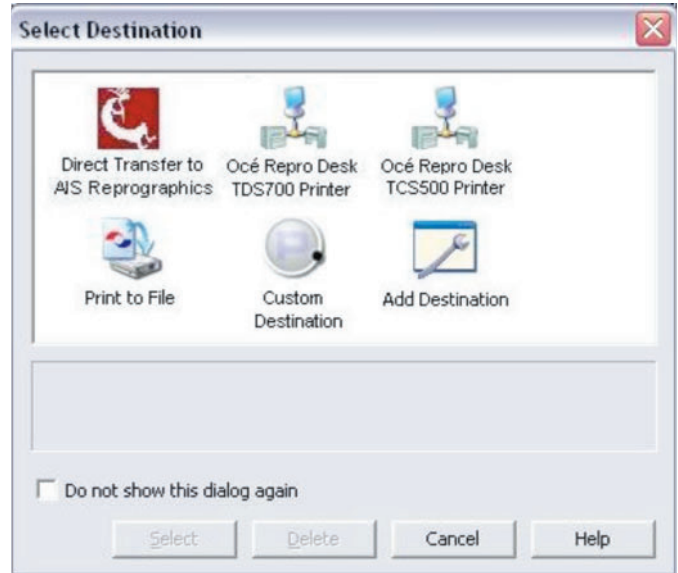 Select Destination
Direct Transfer to
AIS Reprographics
Océ Repro Desk
TDS700 Printer
Océ Repro Desk
TCS500 Printer
Print to File
Custom
Destination
Add Destination
Do not show this dialog again
Select
Delete
Cancel
Help